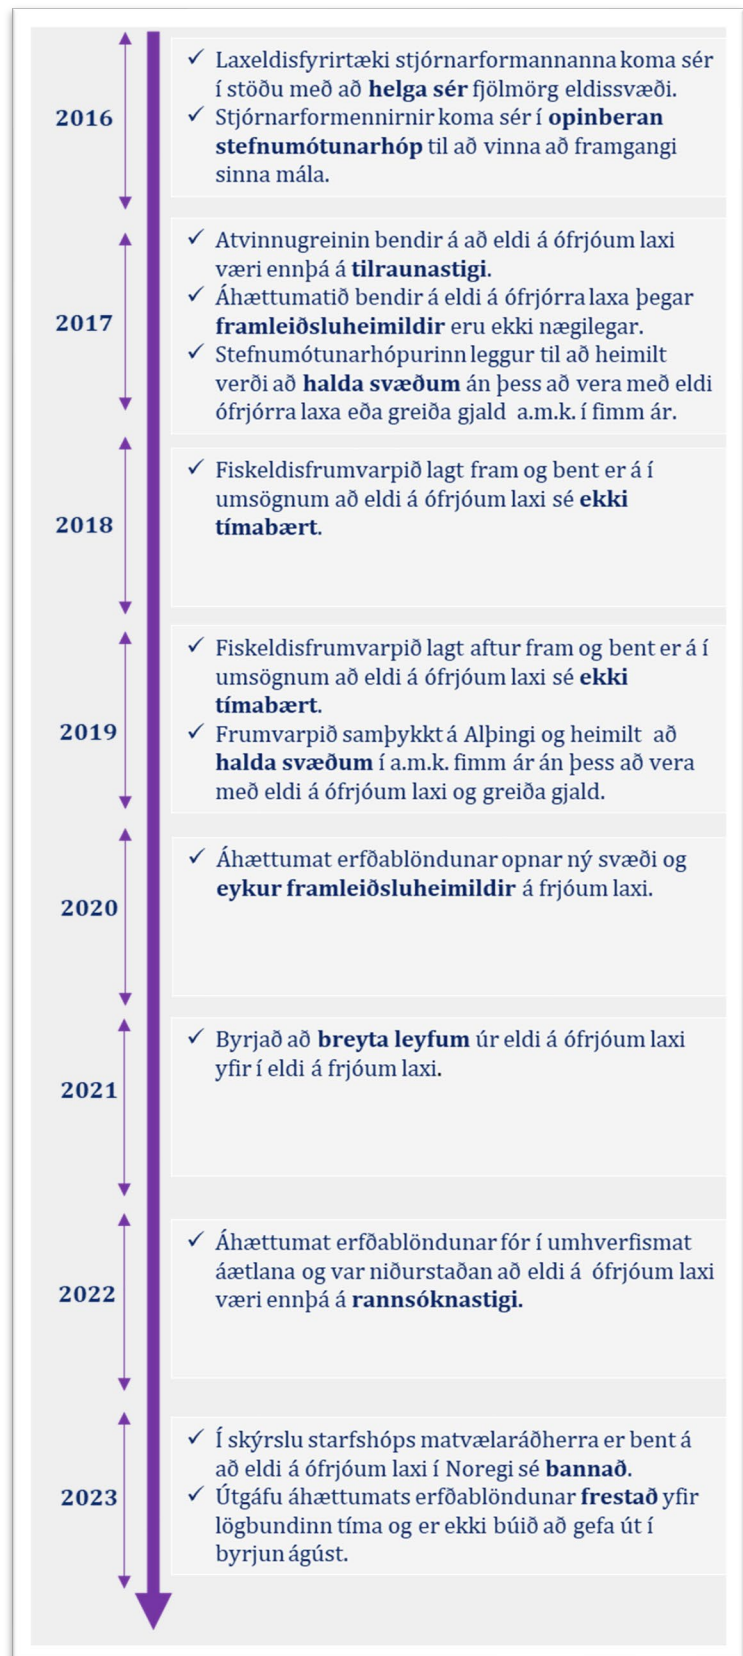 2016
✓ Laxeldisfyrirtæki stjórnarformannanna koma sér
í stöðu með að helga sér fjölmörg eldissvæði.
✓ Stjórnarformennirnir koma sér í opinberan
stefnumótunarhóp til að vinna að framgangi
sinna mála.
2017
✓ Atvinnugreinin bendir á að eldi á ófrjóum laxi
væri ennþá á tilraunastigi.
✓ Áhættumatið bendir á eldi á ófrjórra laxa þegar
framleiðsluheimildir eru ekki nægilegar.
✓ Stefnumótunarhópurinn leggur til að heimilt
verði að halda svæðum án þess að vera með eldi
ófrjórra laxa eða greiða gjald a.m.k. í fimm ár.
2018
✓ Fiskeldisfrumvarpið lagt fram og bent er á í
umsögnum að eldi á ófrjóum laxi sé ekki
tímabært.
2019
✓ Fiskeldisfrumvarpið lagt aftur fram og bent er á í
umsögnum að eldi á ófrjóum laxi sé ekki
tímabært.
✓ Frumvarpið samþykkt á Alþingi og heimilt að
halda svæðum í a.m.k. fimm ár án þess að vera
með eldi á ófrjóum laxi og greiða gjald.
2020
✓ Áhættumat erfðablöndunar opnar ný svæði og
eykur framleiðsluheimildir á frjóum laxi.
2021
✓ Byrjað að breyta leyfum úr eldi á ófrjóum laxi
yfir í eldi á frjóum laxi.
2022
✓ Áhættumat erfðablöndunar fór í umhverfismat
áætlana og var niðurstaðan að eldi á ófrjóum laxi
væri ennþá á rannsóknastigi.
2023
✓ Í skýrslu starfshóps matvælaráðherra er bent á
að eldi á ófrjóum laxi í Noregi sé bannað.
✓ Útgáfu áhættumats erfðablöndunar frestað yfir
lögbundinn tíma og er ekki búið að gefa út í
byrjun ágúst.